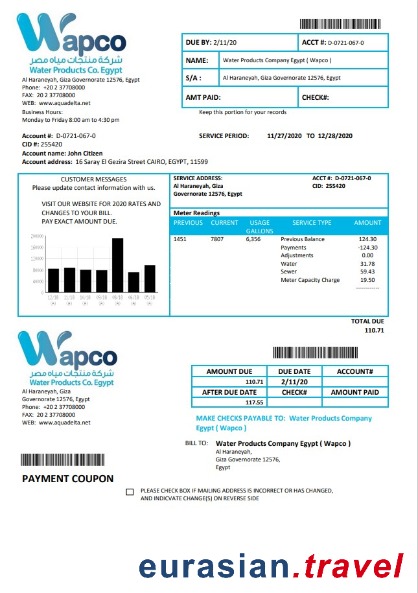 Wapco
شركة منتجات مياه مصر
Water Products Co. Egypt
Al Haraneyah, Giza Governorate 12576, Egypt
Phone: +20 2 37708000
FAX: 20 2 37708000
WEB: www.aquadelta.net
Business Hours:
Monday to Friday 8:00 am to 4:30 pm
DUE BY: 2/11/20 ACCT #: D-0721-067-0
NAME: Water Products Company Egypt ( Wapco )
S/A : Al Haraneyah, Giza Governorate 12576, Egypt
AMT PAID: CHECK#:
Keep this portion for your records
Account #: D-0721-067-0
CID #: 255420
SERVICE PERIOD: 11/27/2020 TO 12/28/2020
Account name: John Citizen
Account address: 16 Saray El Gezira Street CAIRO, EGYPT, 11599
CUSTOMER MESSAGES
Please update contact information with us.
VISIT OUR WEBSITE FOR 2020 RATES AND
CHANGES TO YOUR BILL.
PAY EXACT AMOUNT DUE.
SERVICE ADDRESS: ACCT #: D-0721-067-0
Al Haraneyah, Giza CID: 255420
Governorate 12576, Egypt
Meter Readings
PREVIOUS CURRENT USAGE GALLONS SERVICE TYPE AMOUNT
1451 7807 6,356 Previous Balance 124.30
Payments -124.30
Adjustments 0.00
Water 31.78
Sewer 59.43
Meter Capacity Charge 19.50
TOTAL DUE
110.71
Wapco
شركة منتجات مياه مصر
Water Products Co. Egypt
Al Haraneyah, Giza
Governorate 12576, Egypt
Phone: +20 2 37708000
FAX: 20 2 37708000
WEB: www.aquadelta.net
AMOUNT DUE DUE DATE ACCOUNT#
110.71 2/11/20
AFTER DUE DATE CHECK# AMOUNT PAID
117.55
MAKE CHECKS PAYABLE TO: Water Products Company
Egypt ( Wapco )
BILL TO: Water Products Company Egypt ( Wapco )
Al Haraneyah,
Giza Governorate 12576,
Egypt
PAYMENT COUPON
PLEASE CHECK BOX IF MAILING ADDRESS IS INCORRECT OR HAS CHANGED,
AND INDICVATE CHANGE(S) ON REVERSE SIDE
eurasian.travel